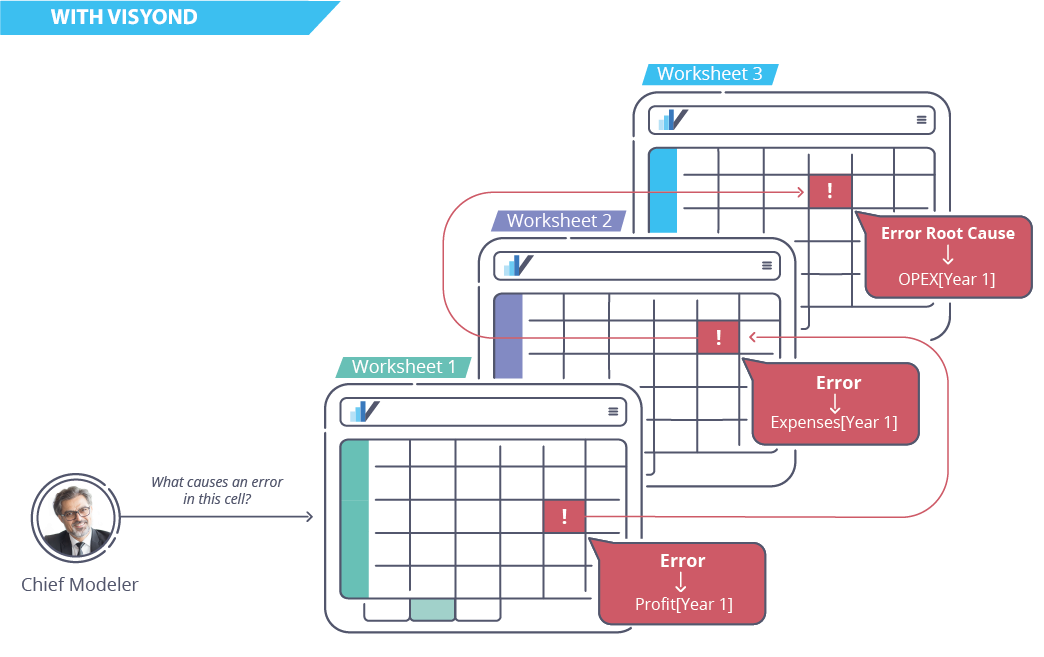 WITH VISYOND
Worksheet 3
!
Error Root Cause
↓
OPEX[Year 1]
Worksheet 2
!
Error
↓
Expenses[Year 1]
Worksheet 1
What causes an error
in this cell?
!
Error
↓
Profit[Year 1]
Chief Modeler